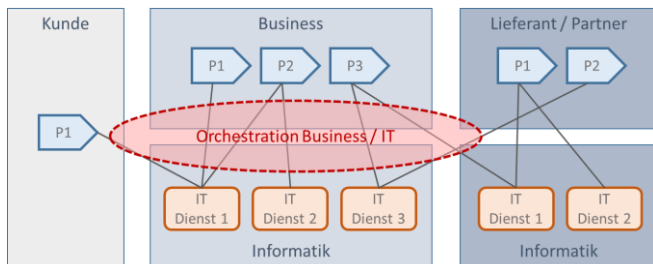 Kunde
Business
Lieferant / Partner
P1
P2
P3
P1
P2
P1
Orchestration Business / IT
IT
Dienst 1
IT
Dienst 2
IT
Dienst 3
IT
Dienst 1
IT
Dienst 2
Informatik
Informatik